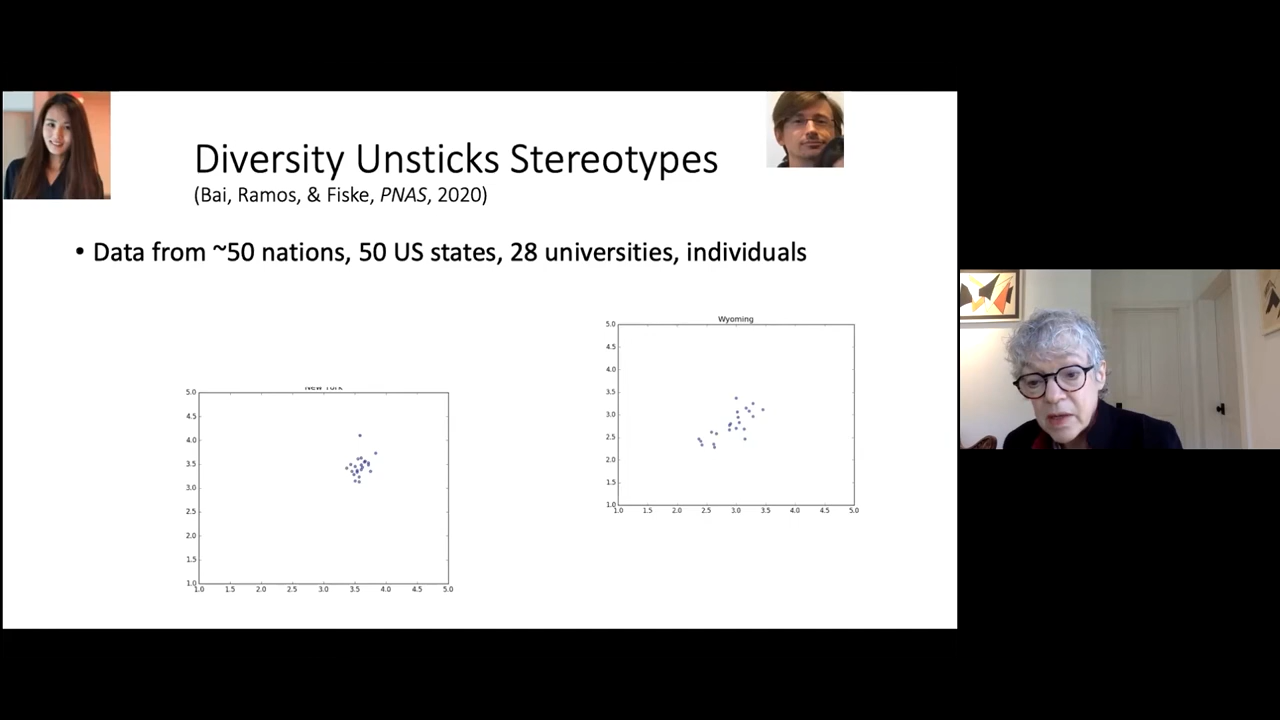 Diversity Unsticks Stereotypes
(Bai, Ramos, & Fiske, PNAS, 2020)
• Data from ~50 nations, 50 US states, 28 universities, individuals
New York
5.0
4.5
4.0
3.5
3.0
2.5
2.0
1.5
1.0
1.0 1.5 2.0 2.5 3.0 3.5 4.0 4.5 5.0
Wyoming
5.0
4.5
4.0
3.5
3.0
2.5
2.0
1.5
1.0
1.0 1.5 2.0 2.5 3.0 3.5 4.0 4.5 5.0